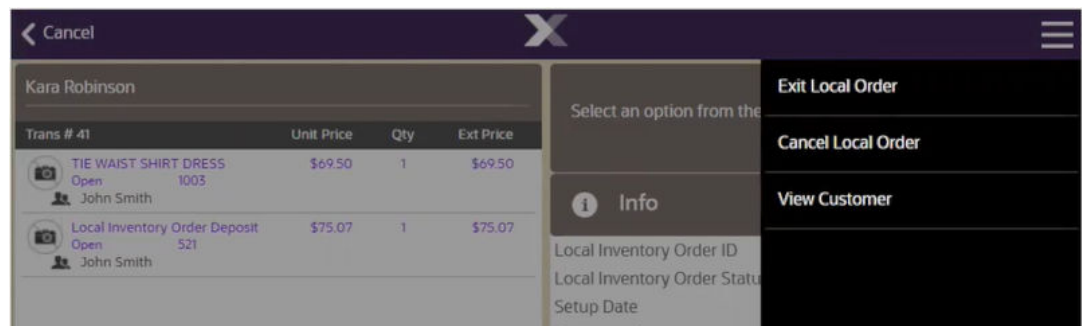 Cancel
Kara Robinson
Trans # 41 Unit Price Qty Ext Price
TIE WAIST SHIRT DRESS $69.50 1 $69.50
Open 1003
John Smith
Local Inventory Order Deposit $75.07 1 $75.07
Open 521
John Smith
Select an option from the
Info
Local Inventory Order ID
Local Inventory Order Statu
Setup Date
Exit Local Order
Cancel Local Order
View Customer